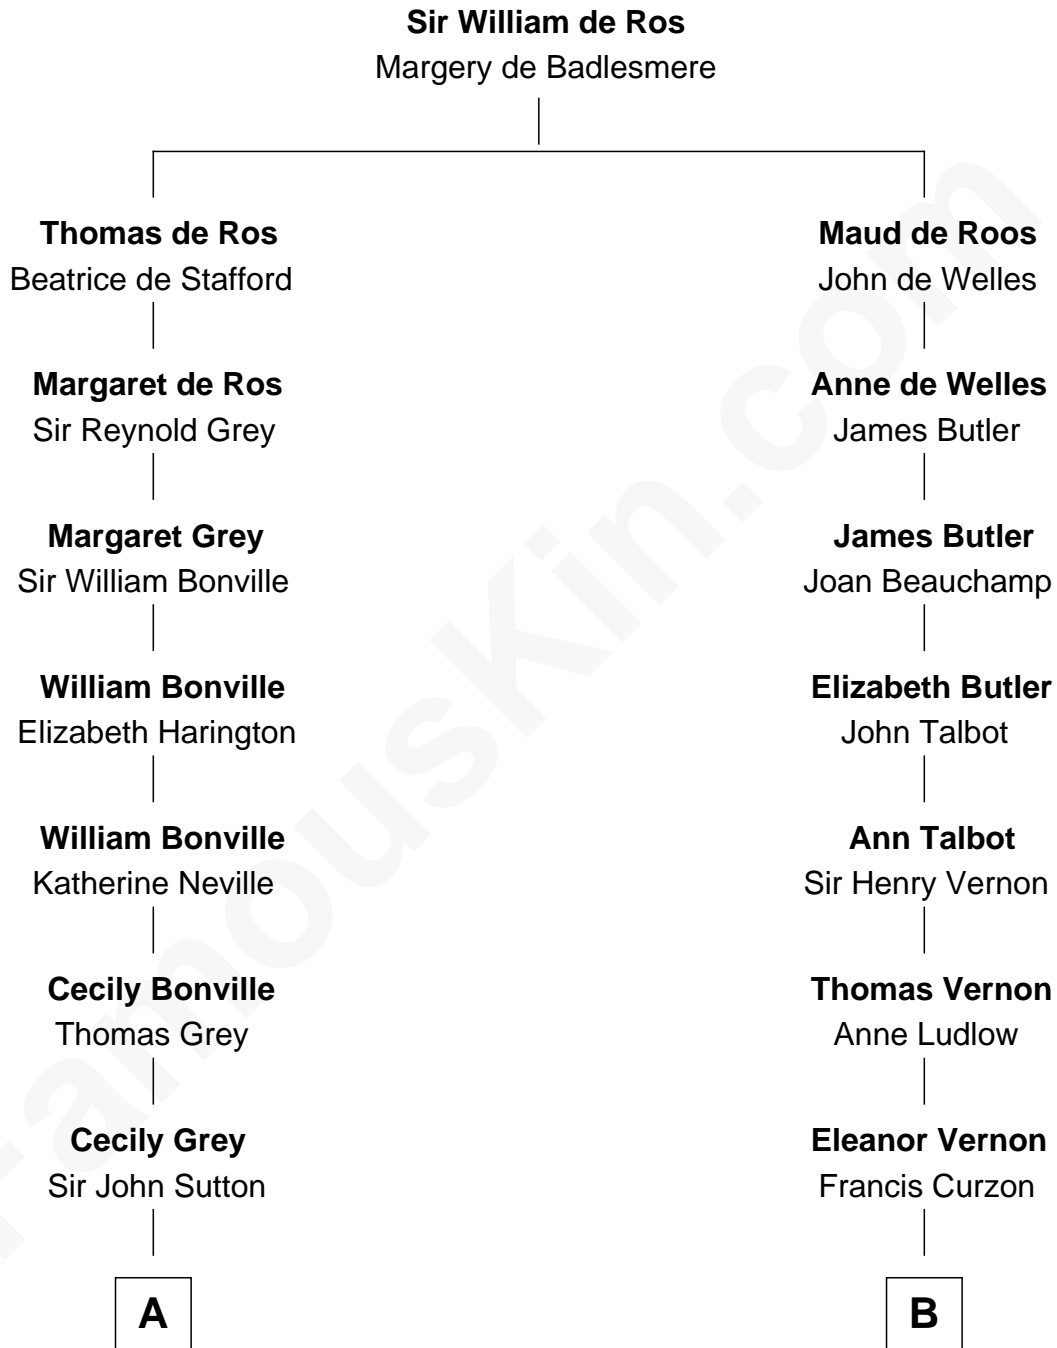 Sir William de Ros
Margery de Badlesmere
Thomas de Ros
Beatrice de Stafford
Margaret de Ros
Sir Reynold Grey
Margaret Grey
Sir William Bonville
William Bonville
Elizabeth Harington
William Bonville
Katherine Neville
Cecily Bonville
Thomas Grey
Cecily Grey
Sir John Sutton
A
Maud de Roos
John de Welles
Anne de Welles
James Butler
James Butler
Joan Beauchamp
Elizabeth Butler
John Talbot
Ann Talbot
Sir Henry Vernon
Thomas Vernon
Anne Ludlow
Eleanor Vernon
Francis Curzon
B
FamousKin.com